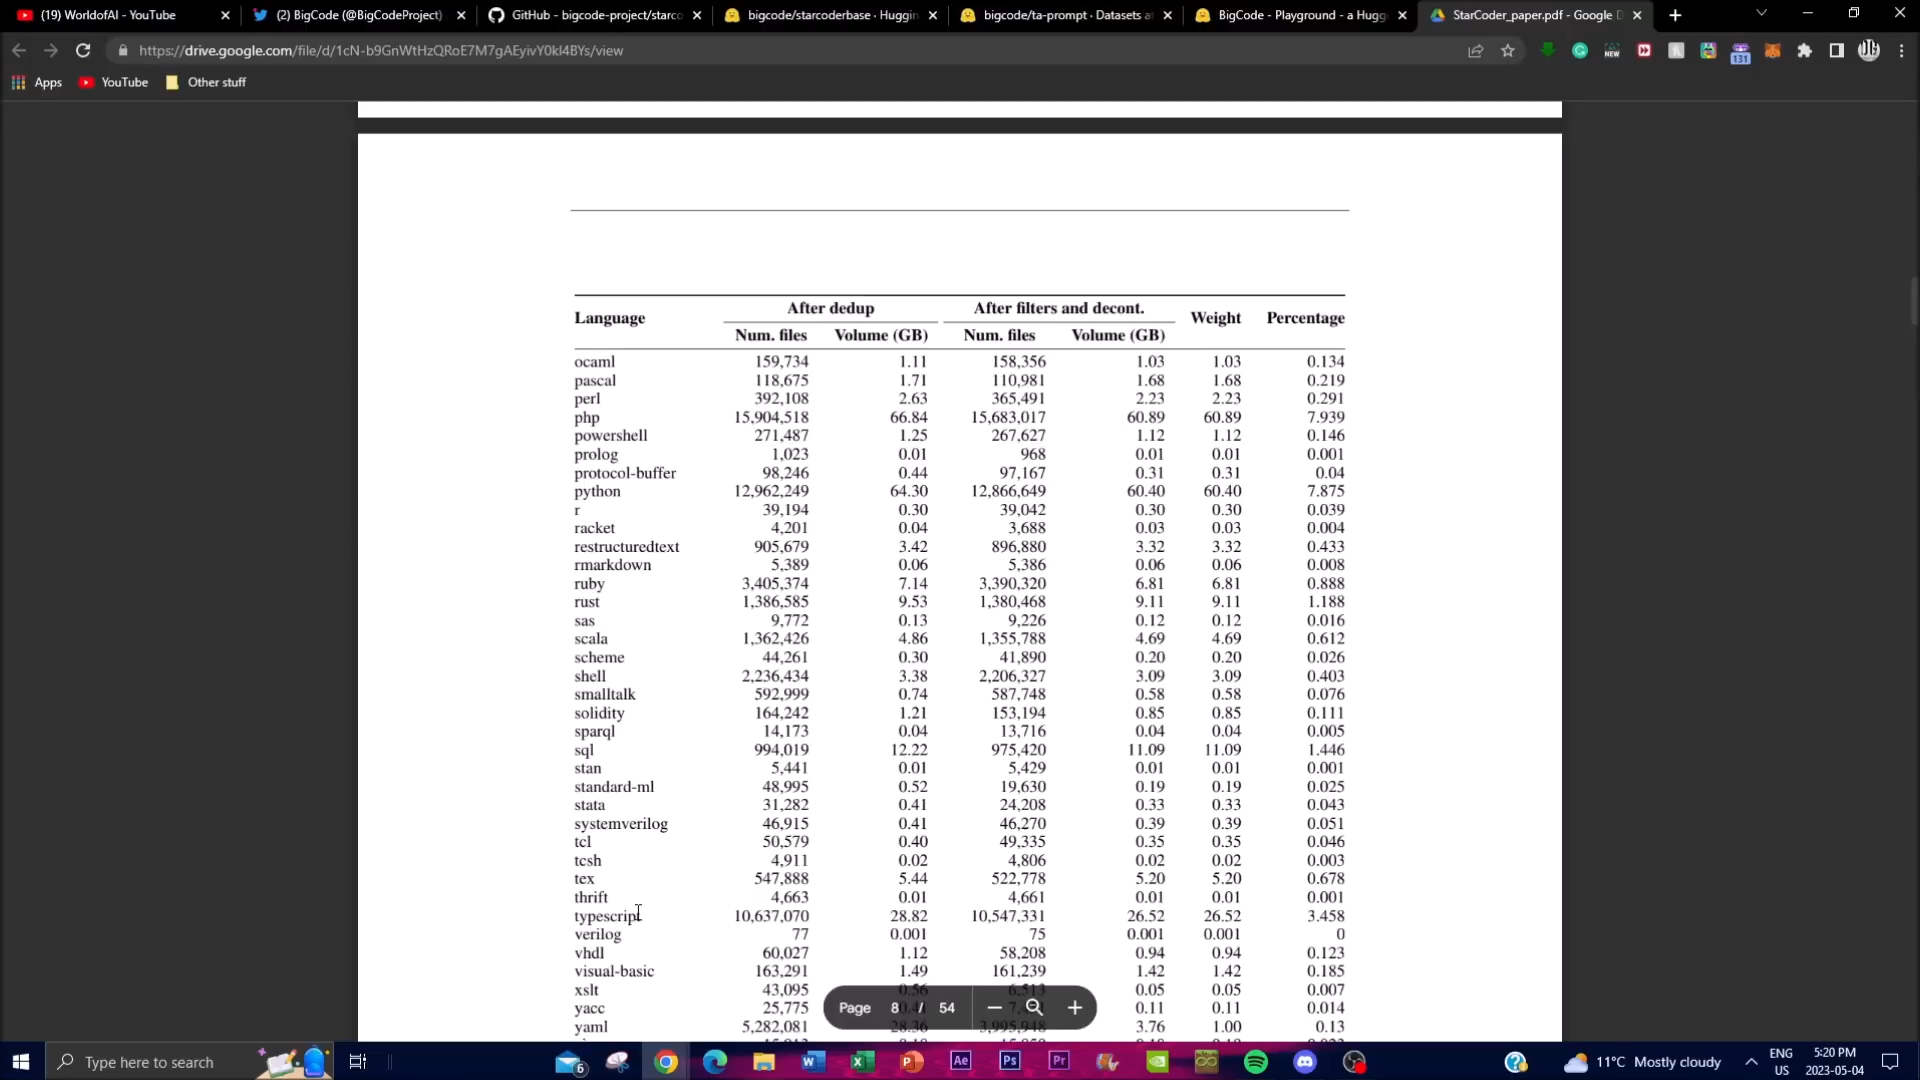 (19) WorldofAI - YouTube
(2) BigCode (@BigCodeProject)
GitHub - bigcode-project/starco
bigcode/starcoderbase · Huggin
bigcode/ta-prompt · Datasets a
BigCode - Playground - a Hugg
StarCoder_paper.pdf - Google D
https://drive.google.com/file/d/1cN-b9GnWtHzQRoE7M7gAEyivY0kl4BYs/view
NEW
131
Apps YouTube Other stuff
Language After dedup After filters and decont. Weight Percentage
Num. files Volume (GB) Num. files Volume (GB)
ocaml 159,734 1.11 158,356 1.03 1.03 0.134
pascal 118,675 1.71 110,981 1.68 1.68 0.219
perl 392,108 2.63 365,491 2.23 2.23 0.291
php 15,904,518 66.84 15,683,017 60.89 60.89 7.939
powershell 271,487 1.25 267,627 1.12 1.12 0.146
prolog 1,023 0.01 968 0.01 0.01 0.001
protocol-buffer 98,246 0.44 97,167 0.31 0.31 0.04
python 12,962,249 64.30 12,866,649 60.40 60.40 7.875
r 39,194 0.30 39,042 0.30 0.30 0.039
racket 4,201 0.04 3,688 0.03 0.03 0.004
restructuredtext 905,679 3.42 896,880 3.32 3.32 0.433
rmarkdown 5,389 0.06 5,386 0.06 0.06 0.008
ruby 3,405,374 7.14 3,390,320 6.81 6.81 0.888
rust 1,386,585 9.53 1,380,468 9.11 9.11 1.188
sas 9,772 0.13 9,226 0.12 0.12 0.016
scala 1,362,426 4.86 1,355,788 4.69 4.69 0.612
scheme 44,261 0.30 41,890 0.20 0.20 0.026
shell 2,236,434 3.38 2,206,327 3.09 3.09 0.403
smalltalk 592,999 0.74 587,748 0.58 0.58 0.076
solidity 164,242 1.21 153,194 0.85 0.85 0.111
sparql 14,173 0.04 13,716 0.04 0.04 0.005
sql 994,019 12.22 975,420 11.09 11.09 1.446
stan 5,441 0.01 5,429 0.01 0.01 0.001
standard-ml 48,995 0.52 19,630 0.19 0.19 0.025
stata 31,282 0.41 24,208 0.33 0.33 0.043
systemverilog 46,915 0.41 46,270 0.39 0.39 0.051
tcl 50,579 0.40 49,335 0.35 0.35 0.046
tcsh 4,911 0.02 4,806 0.02 0.02 0.003
tex 547,888 5.44 522,778 5.20 5.20 0.678
thrift 4,663 0.01 4,661 0.01 0.01 0.001
typescript 10,637,070 28.82 10,547,331 26.52 26.52 3.458
verilog 77 0.001 75 0.001 0.001 0
vhdl 60,027 1.12 58,208 0.94 0.94 0.123
visual-basic 163,291 1.49 161,239 1.42 1.42 0.185
xslt 43,095 0.56 6,513 0.05 0.05 0.007
yacc 25,775 0.11 0.11 0.014
yaml 5,282,081 28.36 3,995,948 3.76 1.00 0.13
Page 8 / 54
Type here to search
6
11°C Mostly cloudy
ENG
US
5:20 PM
2023-05-04